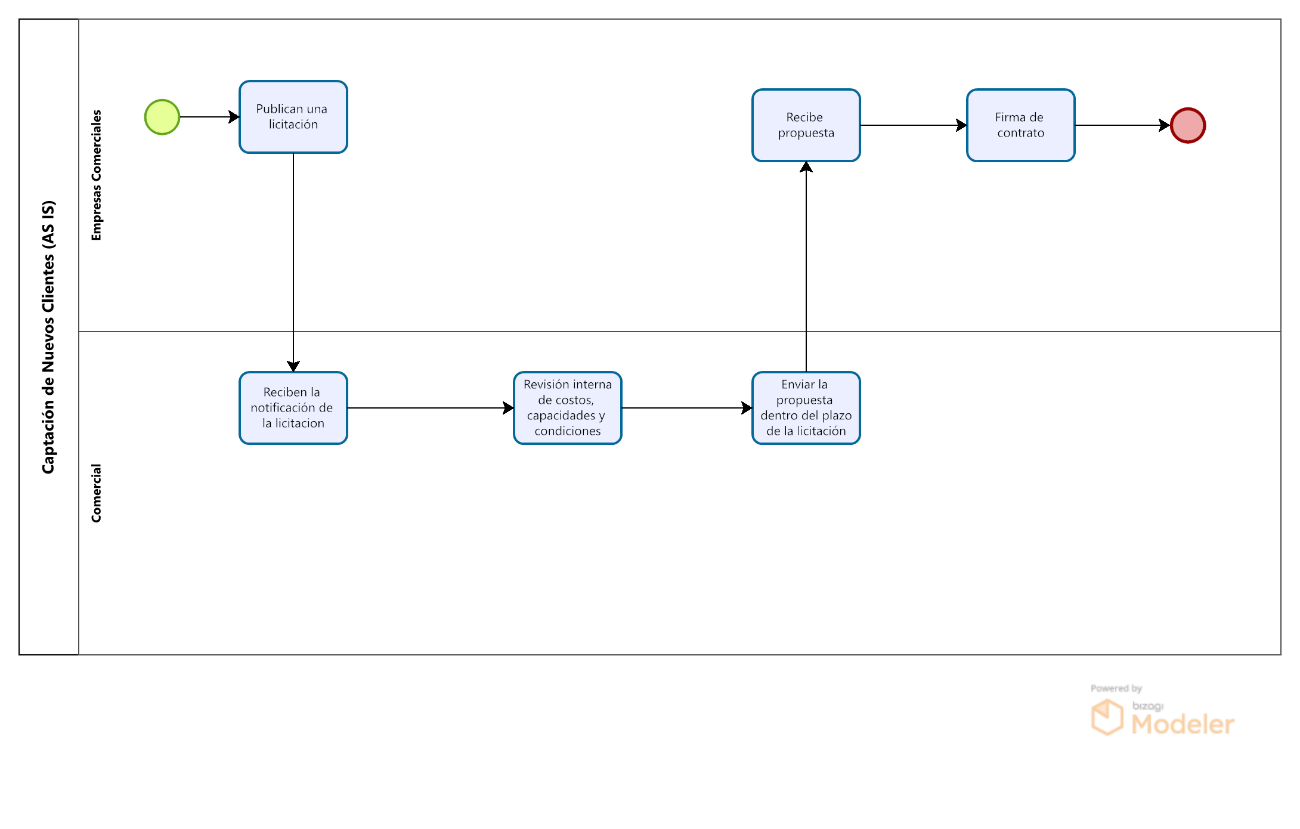 Captación de Nuevos Clientes (AS IS)
Empresas Comerciales
Publican una
licitación
Recibe
propuesta
Firma de
contrato
Comercial
Reciben la
notificación de
la licitacion
Revisión interna
de costos,
capacidades y
condiciones
Enviar la
propuesta
dentro del plazo
de la licitación
Powered by
bizagi
Modeler